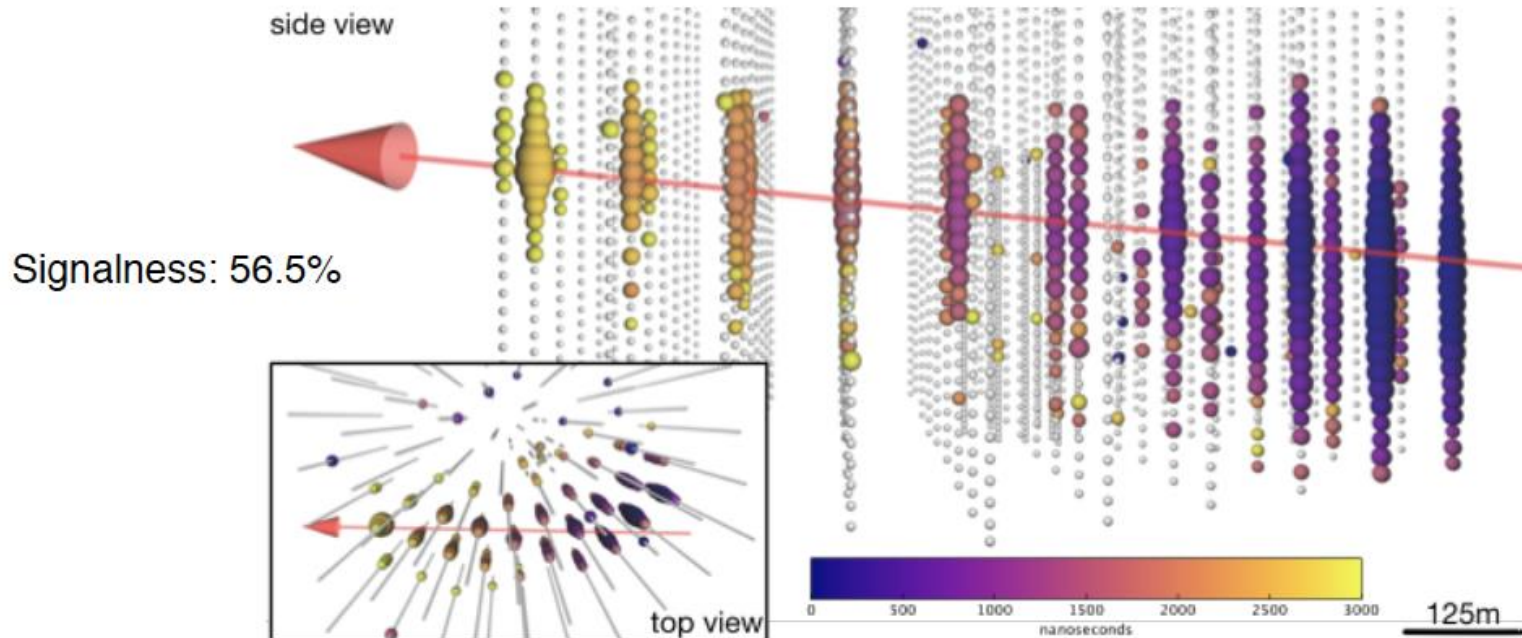 side view
Signalness: 56.5%
top view
0 500 1000 1500 2000 2500 3000
nanoseconds
125m